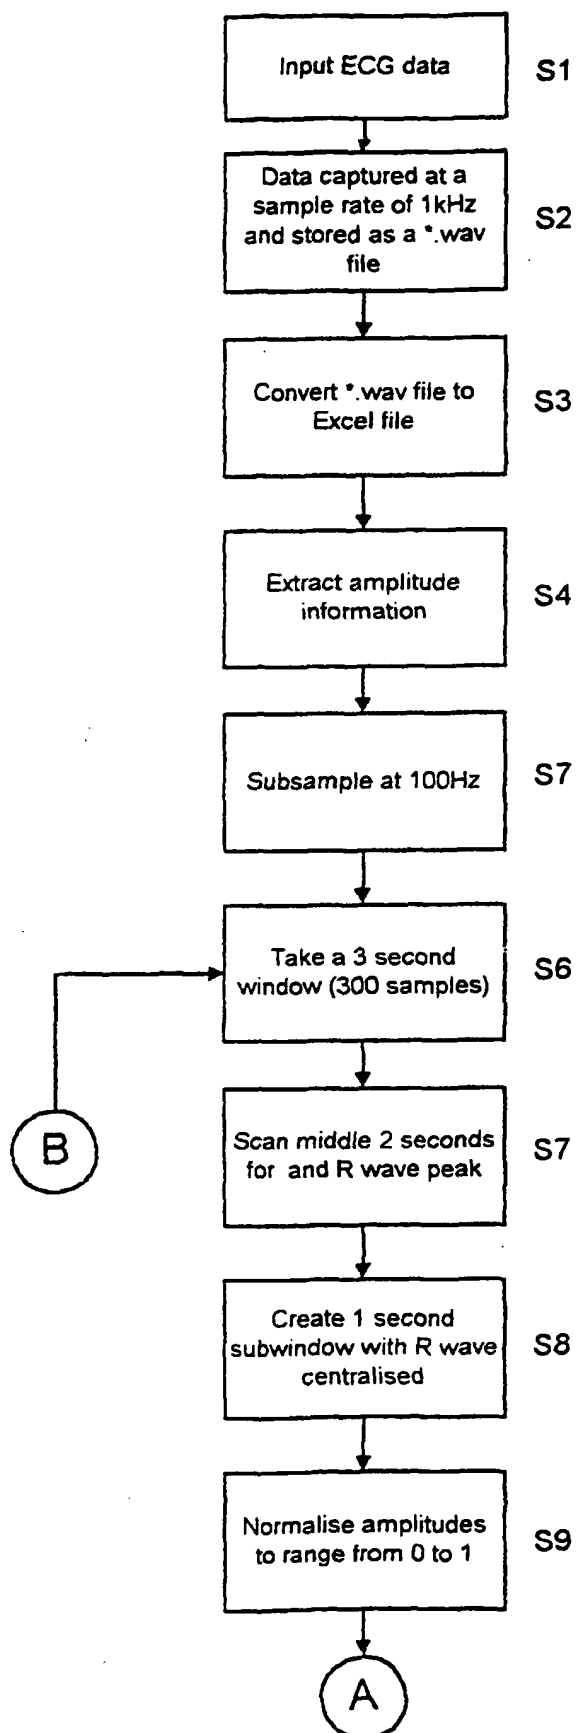 Input ECG data
S1
Data captured at a
sample rate of 1kHz
and stored as a *.wav
file
S2
Convert *.wav file to
Excel file
S3
Extract amplitude
information
S4
Subsample at 100Hz
S7
Take a 3 second
window (300 samples)
S6
B
Scan middle 2 seconds
for and R wave peak
S7
Create 1 second
subwindow with R wave
centralised
S8
Normalise amplitudes
to range from 0 to 1
S9
A